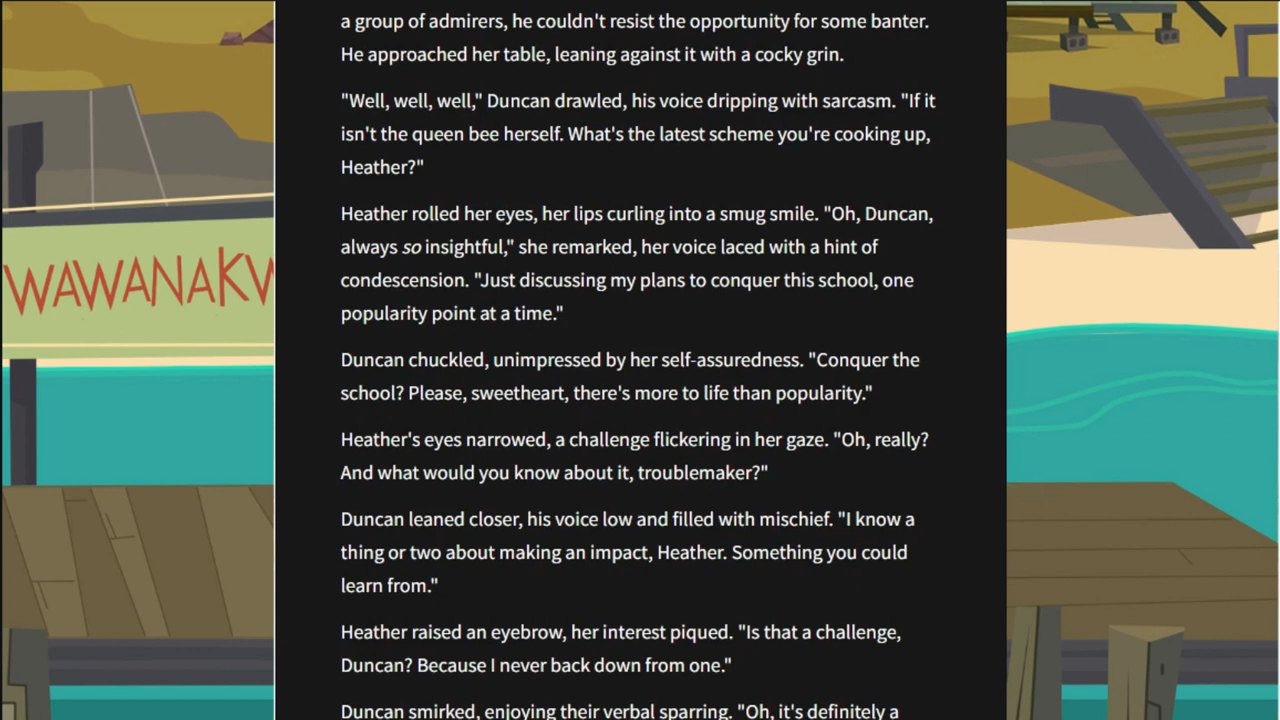 a group of admirers, he couldn't resist the opportunity for some banter.
He approached her table, leaning against it with a cocky grin.
"Well, well, well," Duncan drawled, his voice dripping with sarcasm. "If it
isn't the queen bee herself. What's the latest scheme you're cooking up,
Heather?"
Heather rolled her eyes, her lips curling into a smug smile. "Oh, Duncan,
always so insightful," she remarked, her voice laced with a hint of
condescension. "Just discussing my plans to conquer this school, one
popularity point at a time."
Duncan chuckled, unimpressed by her self-assuredness. "Conquer the
school? Please, sweetheart, there's more to life than popularity."
Heather's eyes narrowed, a challenge flickering in her gaze. "Oh, really?
And what would you know about it, troublemaker?"
Duncan leaned closer, his voice low and filled with mischief. "I know a
thing or two about making an impact, Heather. Something you could
learn from."
Heather raised an eyebrow, her interest piqued. "Is that a challenge,
Duncan? Because I never back down from one."
Duncan smirked, enjoying their verbal sparring. "Oh, it's definitely a
WAWANAKW